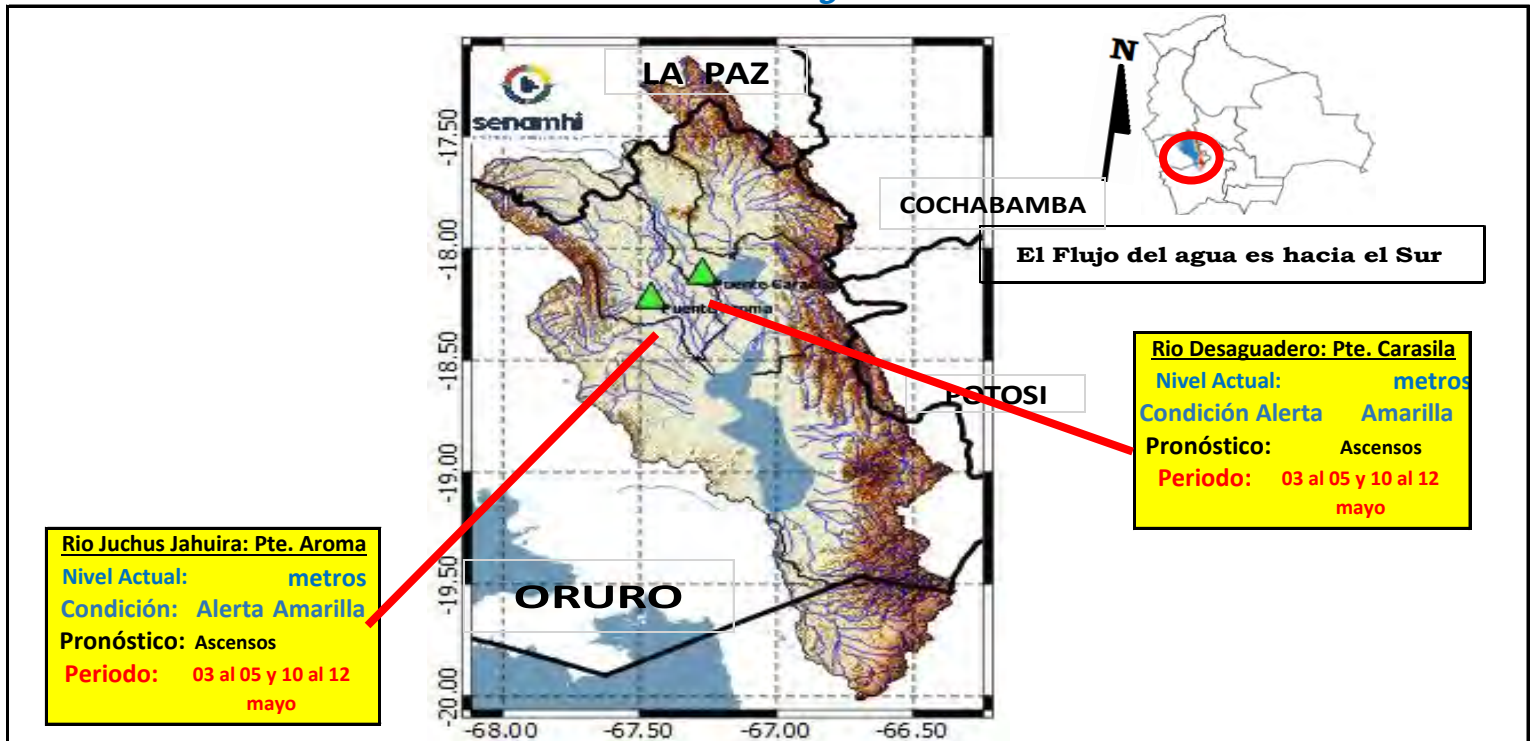 LA PAZ
senamhi
N
COCHABAMBA
El Flujo del agua es hacia el Sur
POTOSI
ORURO
Puente
Puente
-17.50
-18.00
-18.50
-19.00
-19.50
-20.00
-68.00 -67.50 -67.00 -66.50
Rio Desaguadero: Pte. Carasila
Nivel Actual: metros
Condición Alerta Amarilla
Pronóstico: Ascensos
Periodo: 03 al 05 y 10 al 12
mayo
Rio Juchus Jahuira: Pte. Aroma
Nivel Actual: metros
Condición: Alerta Amarilla
Pronóstico: Ascensos
Periodo: 03 al 05 y 10 al 12
mayo